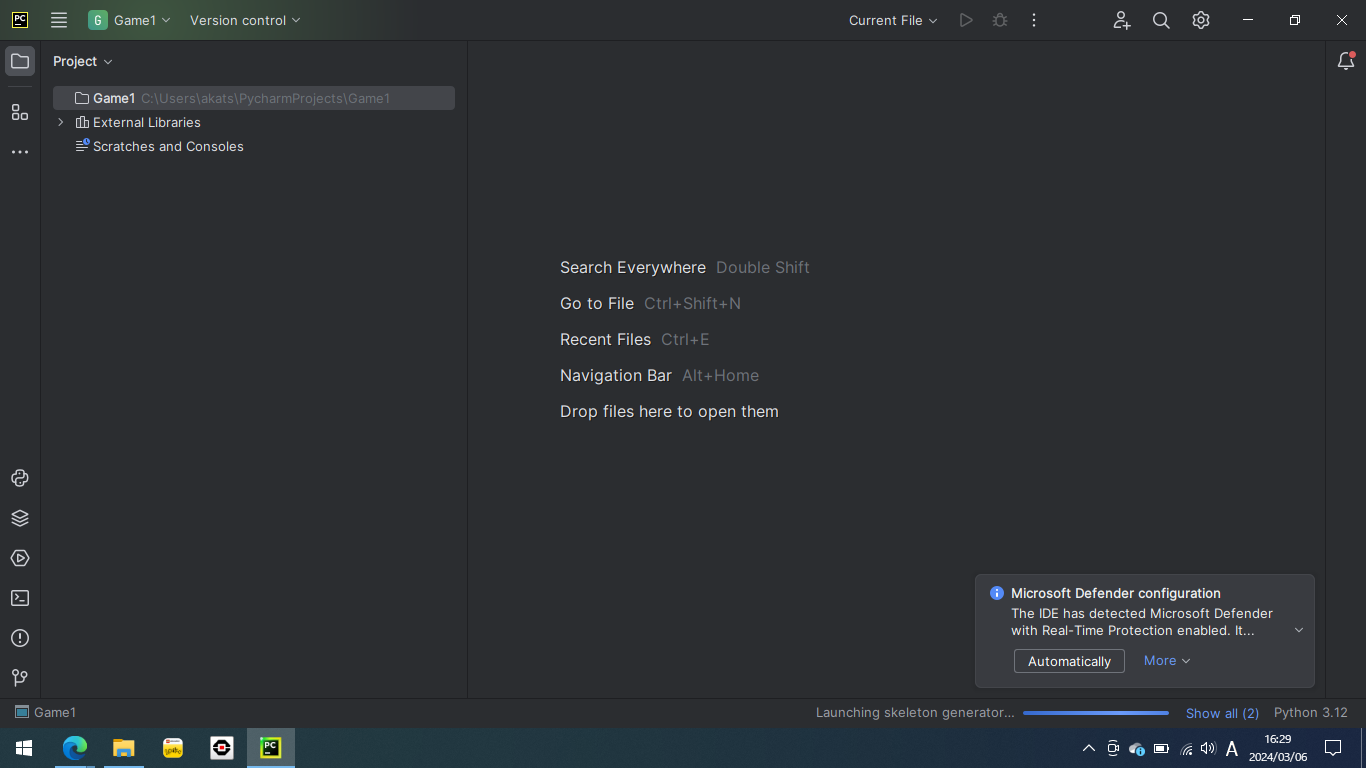 PC
G Game1 Version control Current File
Project
Game1 C:\Users\akats\PycharmProjects\Game1
External Libraries
Scratches and Consoles
Search Everywhere Double Shift
Go to File Ctrl+Shift+N
Recent Files Ctrl+E
Navigation Bar Alt+Home
Drop files here to open them
Microsoft Defender configuration
The IDE has detected Microsoft Defender
with Real-Time Protection enabled. It...
Automatically More
Game1 Launching skeleton generator... Show all (2) Python 3.12
PC A 16:29
2024/03/06